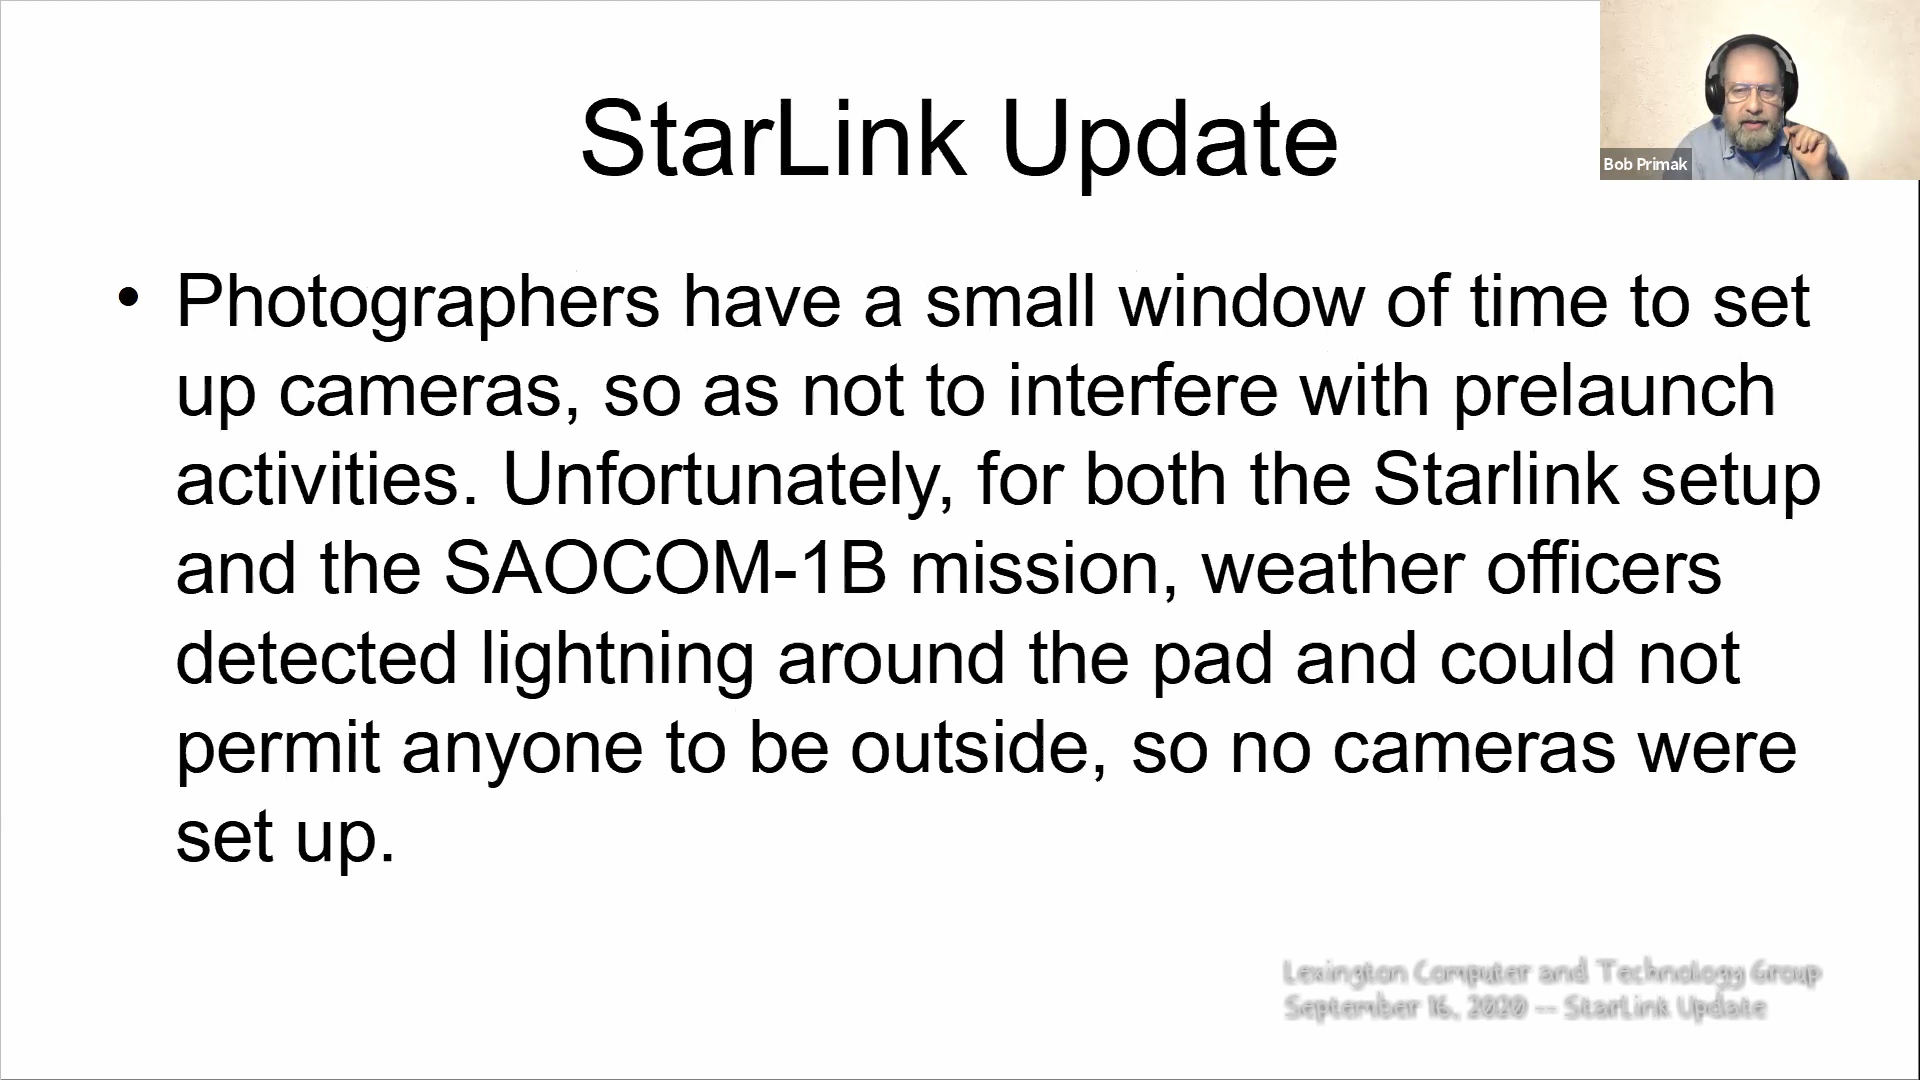 StarLink Update
Bob Primak
• Photographers have a small window of time to set
up cameras, so as not to interfere with prelaunch
activities. Unfortunately, for both the Starlink setup
and the SAOCOM-1B mission, weather officers
detected lightning around the pad and could not
permit anyone to be outside, so no cameras were
set up.
Lexington Computer and Technology Group
September 16, 2020 -- StarLink Update